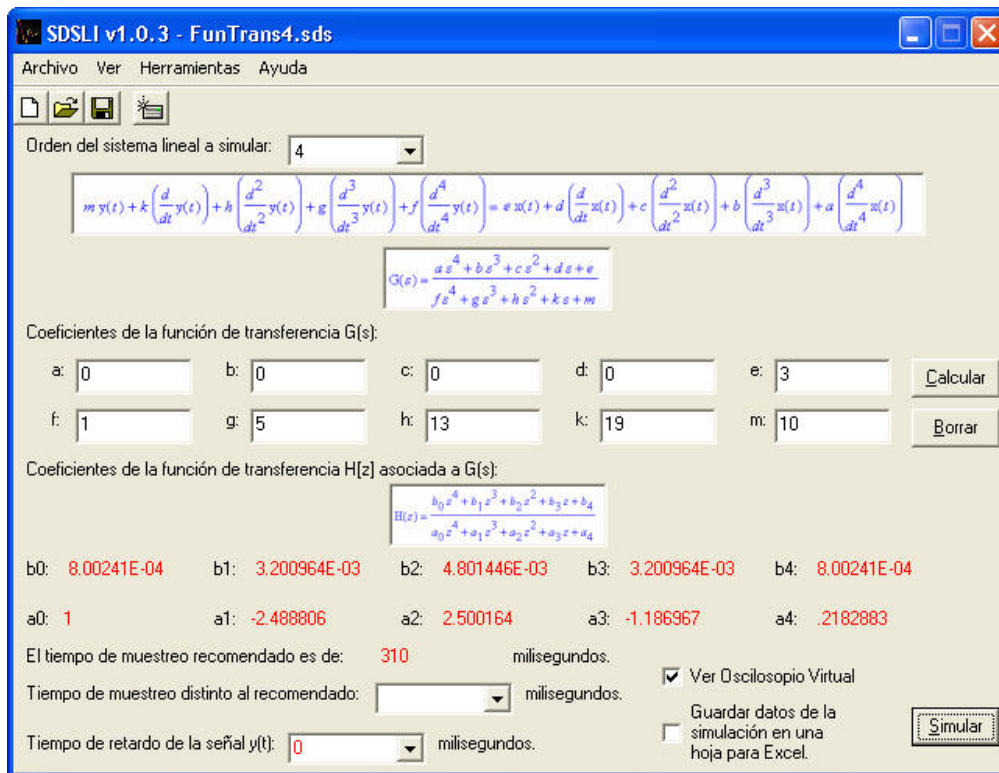 SDSLI v1.0.3 - FunTrans4.sds
Archivo Ver Herramientas Ayuda
Orden del sistema lineal a simular: 4
m y(t) + k (d/dt y(t)) + h (d²/dt² y(t)) + g (d³/dt³ y(t)) + f (d⁴/dt⁴ y(t)) = e x(t) + d (d/dt x(t)) + c (d²/dt² x(t)) + b (d³/dt³ x(t)) + a (d⁴/dt⁴ x(t))
G(s) = (a s⁴ + b s³ + c s² + d s + e) / (f s⁴ + g s³ + h s² + k s + m)
Coeficientes de la función de transferencia G(s):
a: 0 b: 0 c: 0 d: 0 e: 3 Calcular
f: 1 g: 5 h: 13 k: 19 m: 10 Borrar
Coeficientes de la función de transferencia H[z] asociada a G(s):
H(z) = (b₀ z⁴ + b₁ z³ + b₂ z² + b₃ z + b₄) / (a₀ z⁴ + a₁ z³ + a₂ z² + a₃ z + a₄)
b0: 8.00241E-04 b1: 3.200964E-03 b2: 4.801446E-03 b3: 3.200964E-03 b4: 8.00241E-04
a0: 1 a1: -2.488806 a2: 2.500164 a3: -1.186967 a4: .2182883
El tiempo de muestreo recomendado es de: 310 milisegundos.
Ver Osciloscopio Virtual
Tiempo de muestreo distinto al recomendado: milisegundos.
Guardar datos de la
simulación en una
hoja para Excel.
Simular
Tiempo de retardo de la señal y(t): 0 milisegundos.